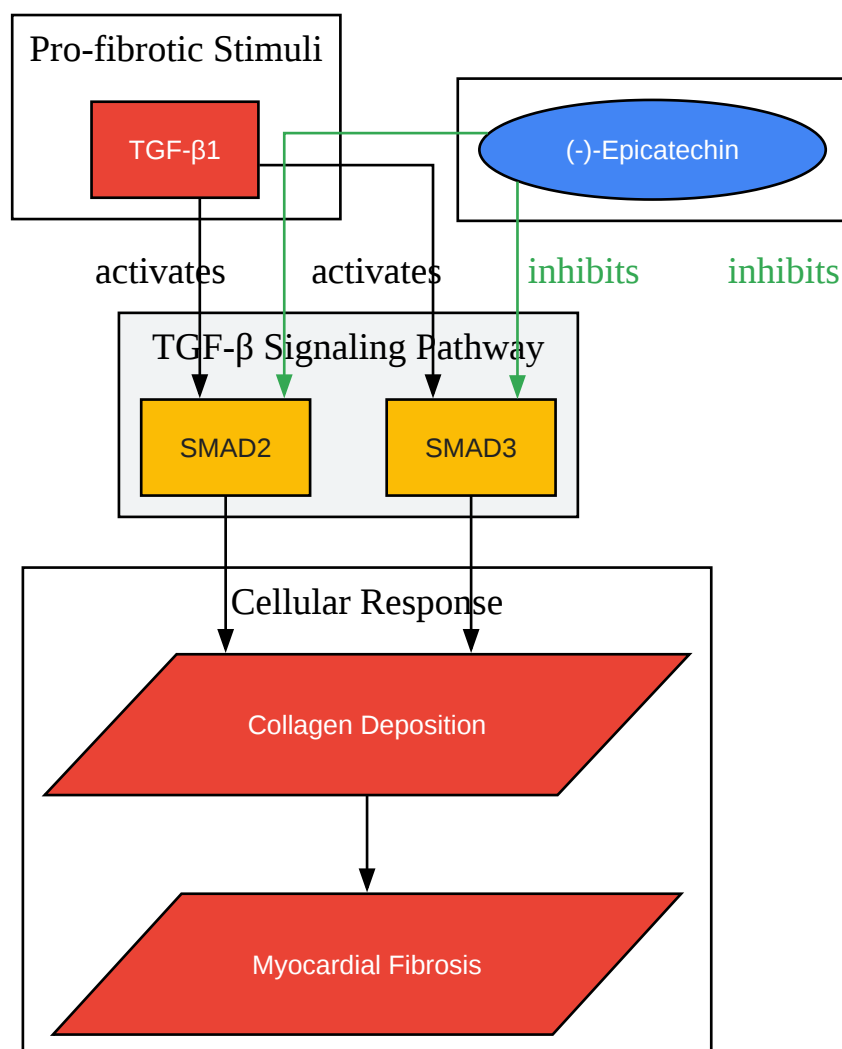 Pro-fibrotic Stimuli
TGF-β1
(-)-Epicatechin
activates
activates
inhibits
inhibits
TGF-β Signaling Pathway
SMAD2
SMAD3
Cellular Response
Collagen Deposition
Myocardial Fibrosis